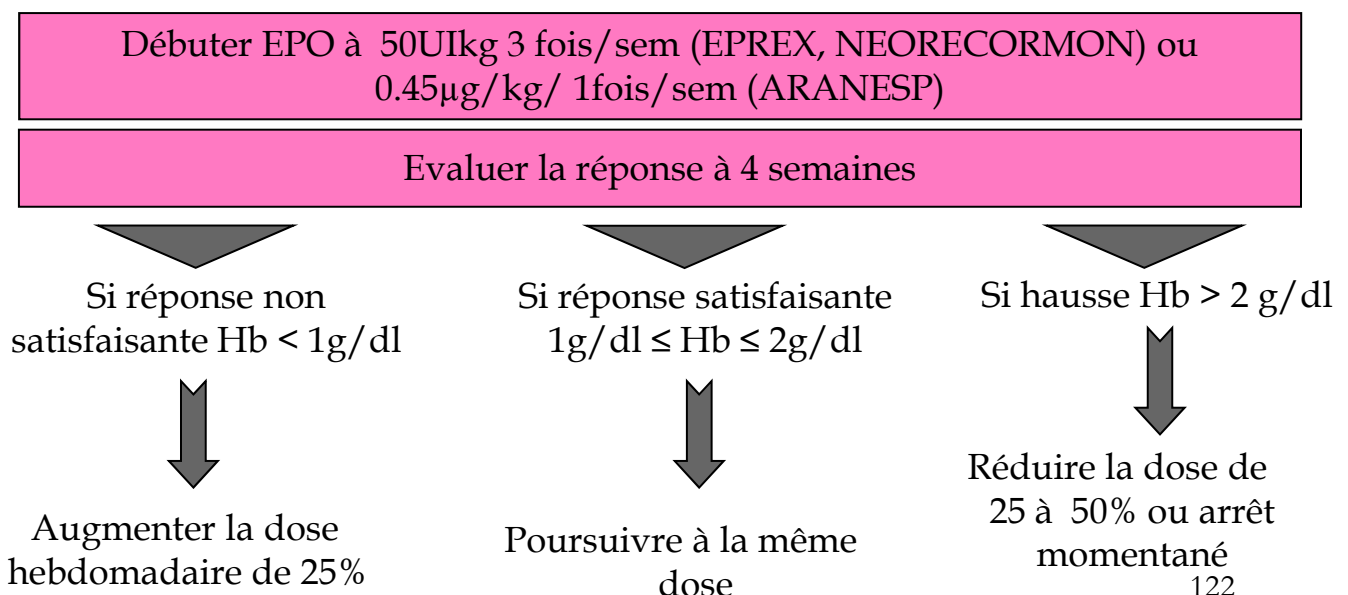 Débuter EPO à  50UIkg 3 fois/sem (EPREX, NEORECORMON) ou
0.45µg/kg/ 1fois/sem (ARANESP)
Evaluer la réponse à 4 semaines
Si réponse non
satisfaisante Hb < 1g/dl
Augmenter la dose
hebdomadaire de 25%
Si réponse satisfaisante
1g/dl ≤ Hb ≤ 2g/dl
Poursuivre à la même
dose
Si hausse Hb > 2 g/dl
Réduire la dose de
25 à  50% ou arrêt
momentané
122